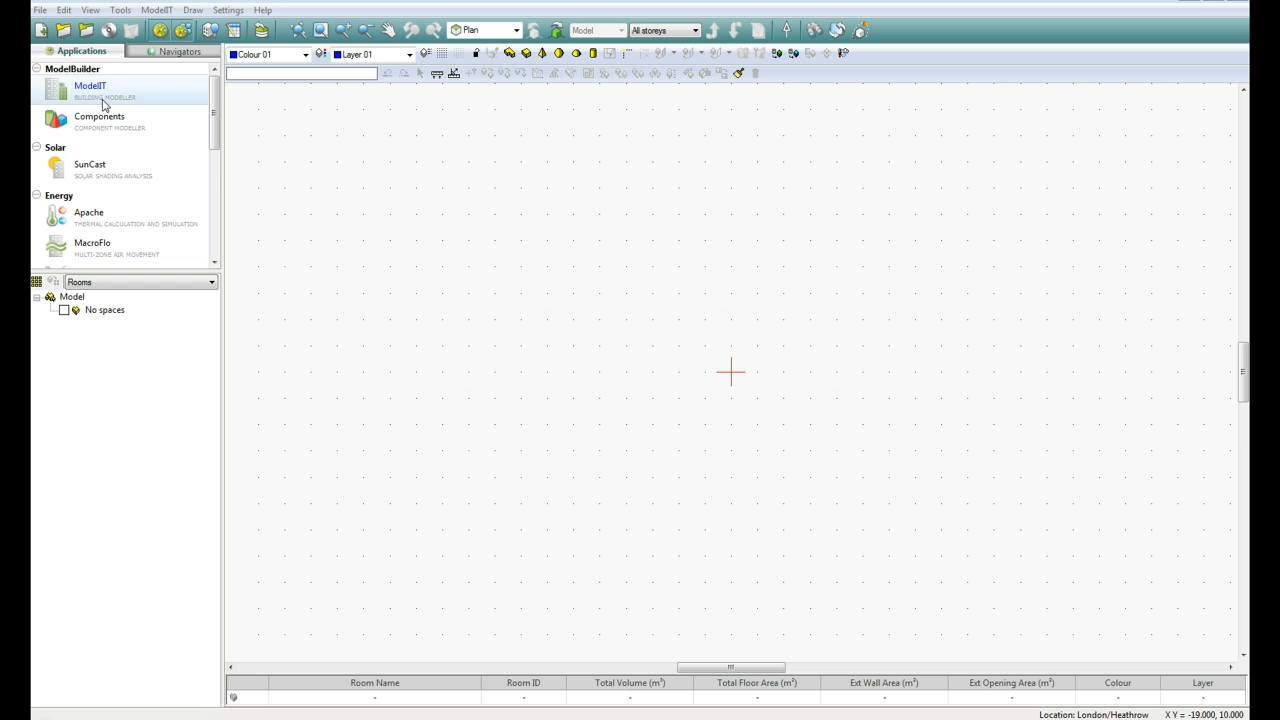 File Edit View Tools ModelIT Draw Settings Help
Plan Model All storeys
Applications Navigators
Colour 01 Layer 01
ModelBuilder
ModelIT
BUILDING MODELLER
Components
COMPONENT MODELLER
Solar
SunCast
SOLAR SHADING ANALYSIS
Energy
Apache
THERMAL CALCULATION AND SIMULATION
MacroFlo
MULTI-ZONE AIR MOVEMENT
Rooms
Model
No spaces
Room Name Room ID Total Volume (m³) Total Floor Area (m²) Ext Wall Area (m²) Ext Opening Area (m²) Colour Layer
- - - - - - - -
Location: London/Heathrow X Y = -19.000, 10.000